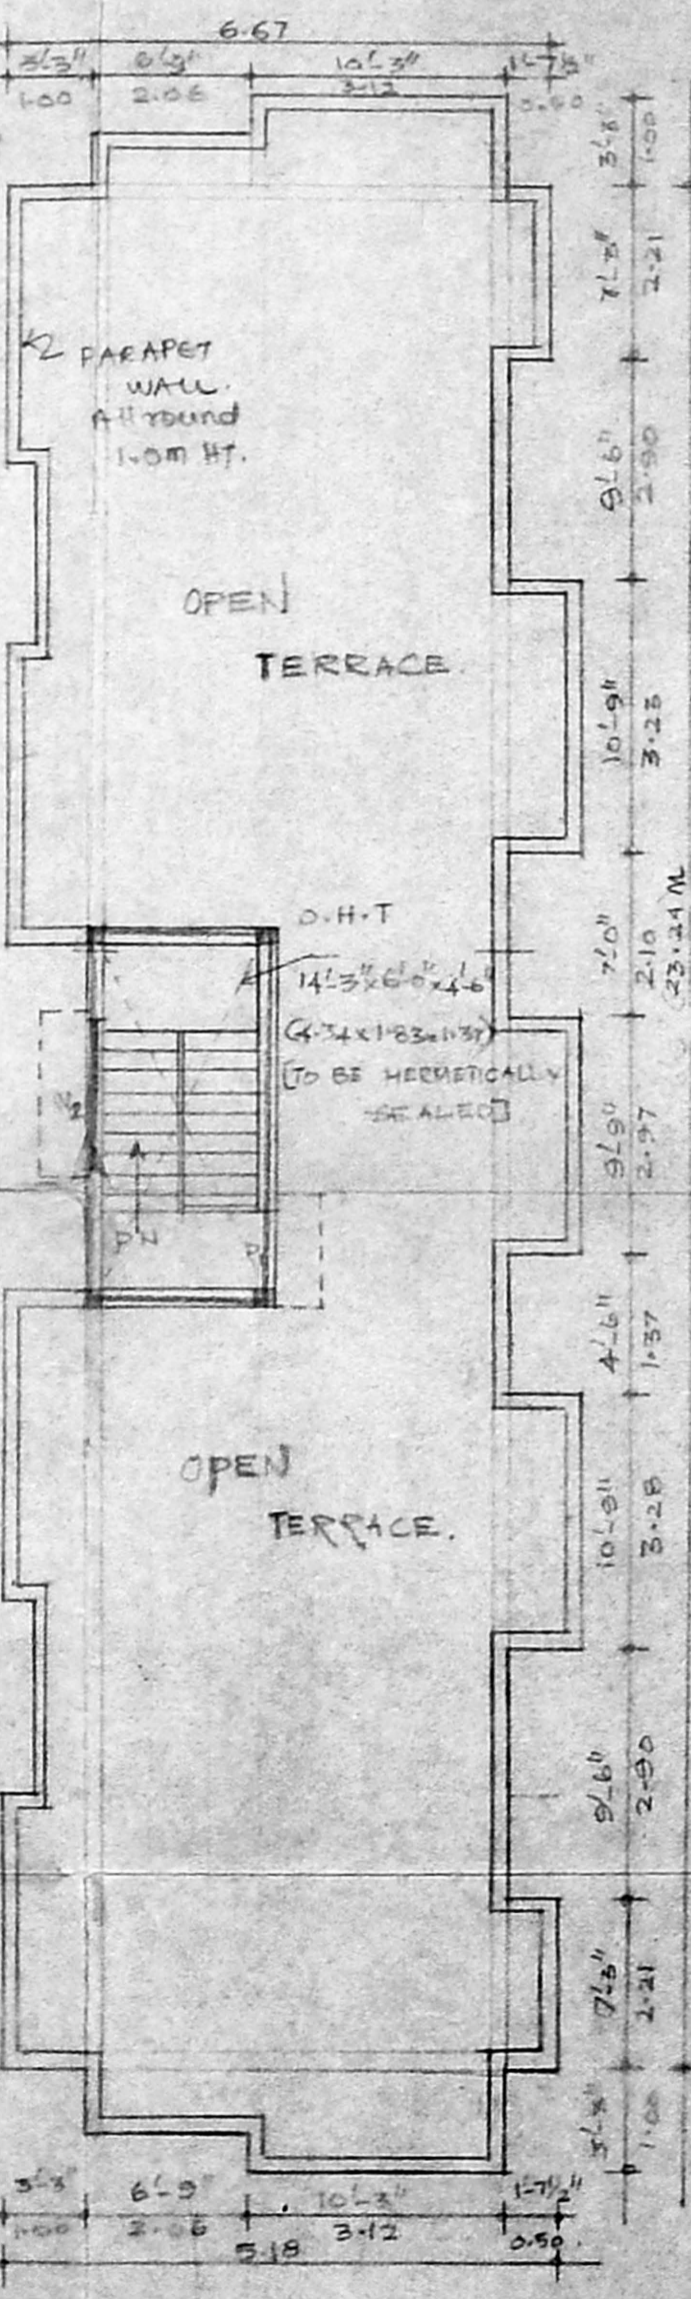 6.67
3'-3" 6'-9" 10'-3" 1'-7½"
1.00 2.06 3.12 0.50
1.00
7'-3" 2.21
PARAPET
WALL.
All round
1.0m HT.
9'-6" 2.90
OPEN
TERRACE.
10'-9" 3.28
O.H.T
14'-3"x6'-0"x4'-6"
(4.34x1.83x1.37)
[TO BE HERMETICALLY
SEALED]
7'-0" 2.10
(23.24 M
9'-9" 2.97
DN
4'-6" 1.37
OPEN
TERRACE.
10'-9" 3.28
9'-6" 2.90
7'-3" 2.21
1.00
3'-3" 6'-9" 10'-3" 1'-7½"
1.00 2.06 3.12 0.50.
5.18